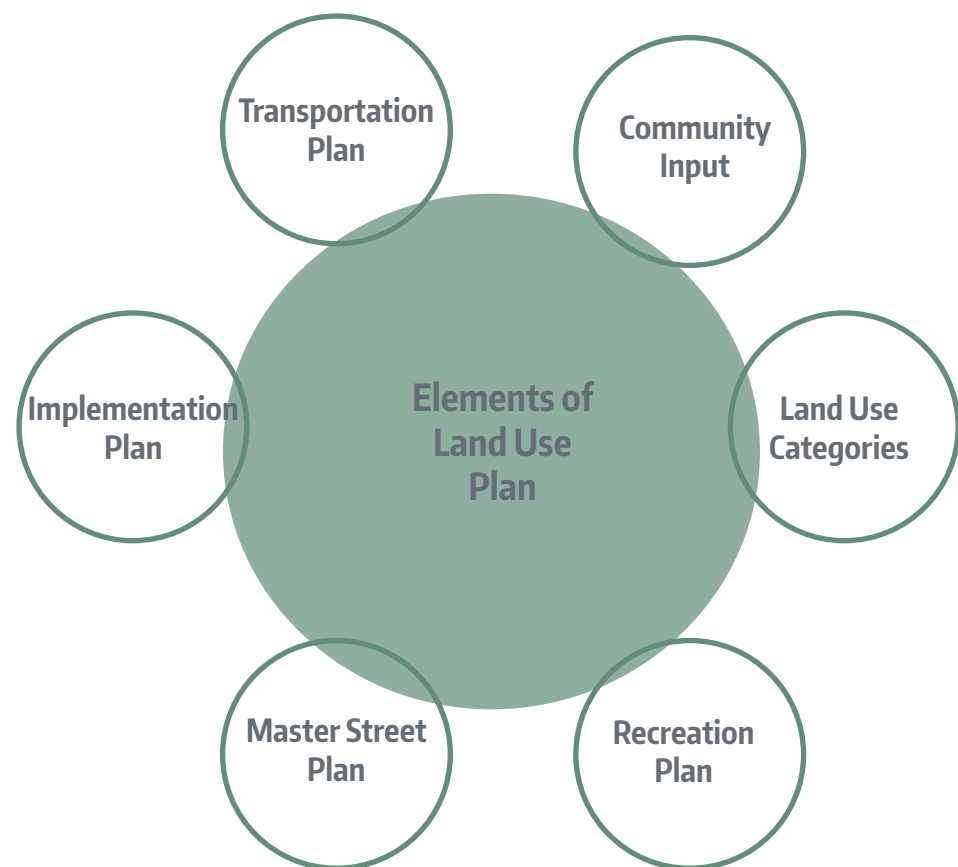 Transportation
Plan
Community
Input
Implementation
Plan
Elements of
Land Use
Plan
Land Use
Categories
Master Street
Plan
Recreation
Plan